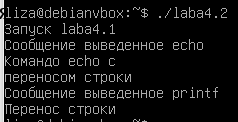 liza@debianvbox:~$ ./laba4.2
Запуск laba4.1
Сообщение выведенное echo
Командо echo с
переносом строки
Сообщение выведенное printf
Перенос строки